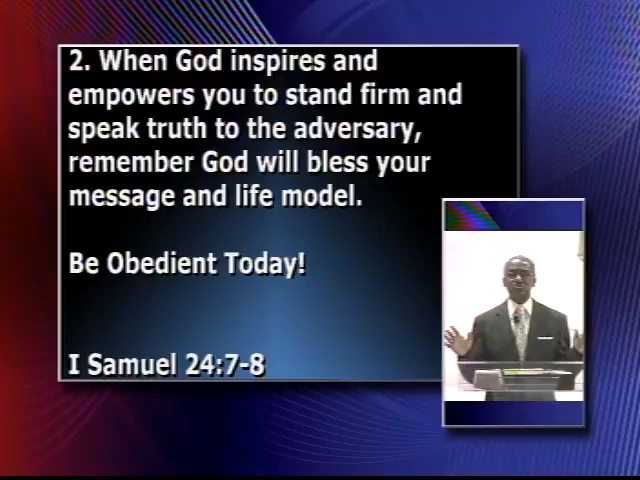 2. When God inspires and
empowers you to stand firm and
speak truth to the adversary,
remember God will bless your
message and life model.
Be Obedient Today!
I Samuel 24:7-8